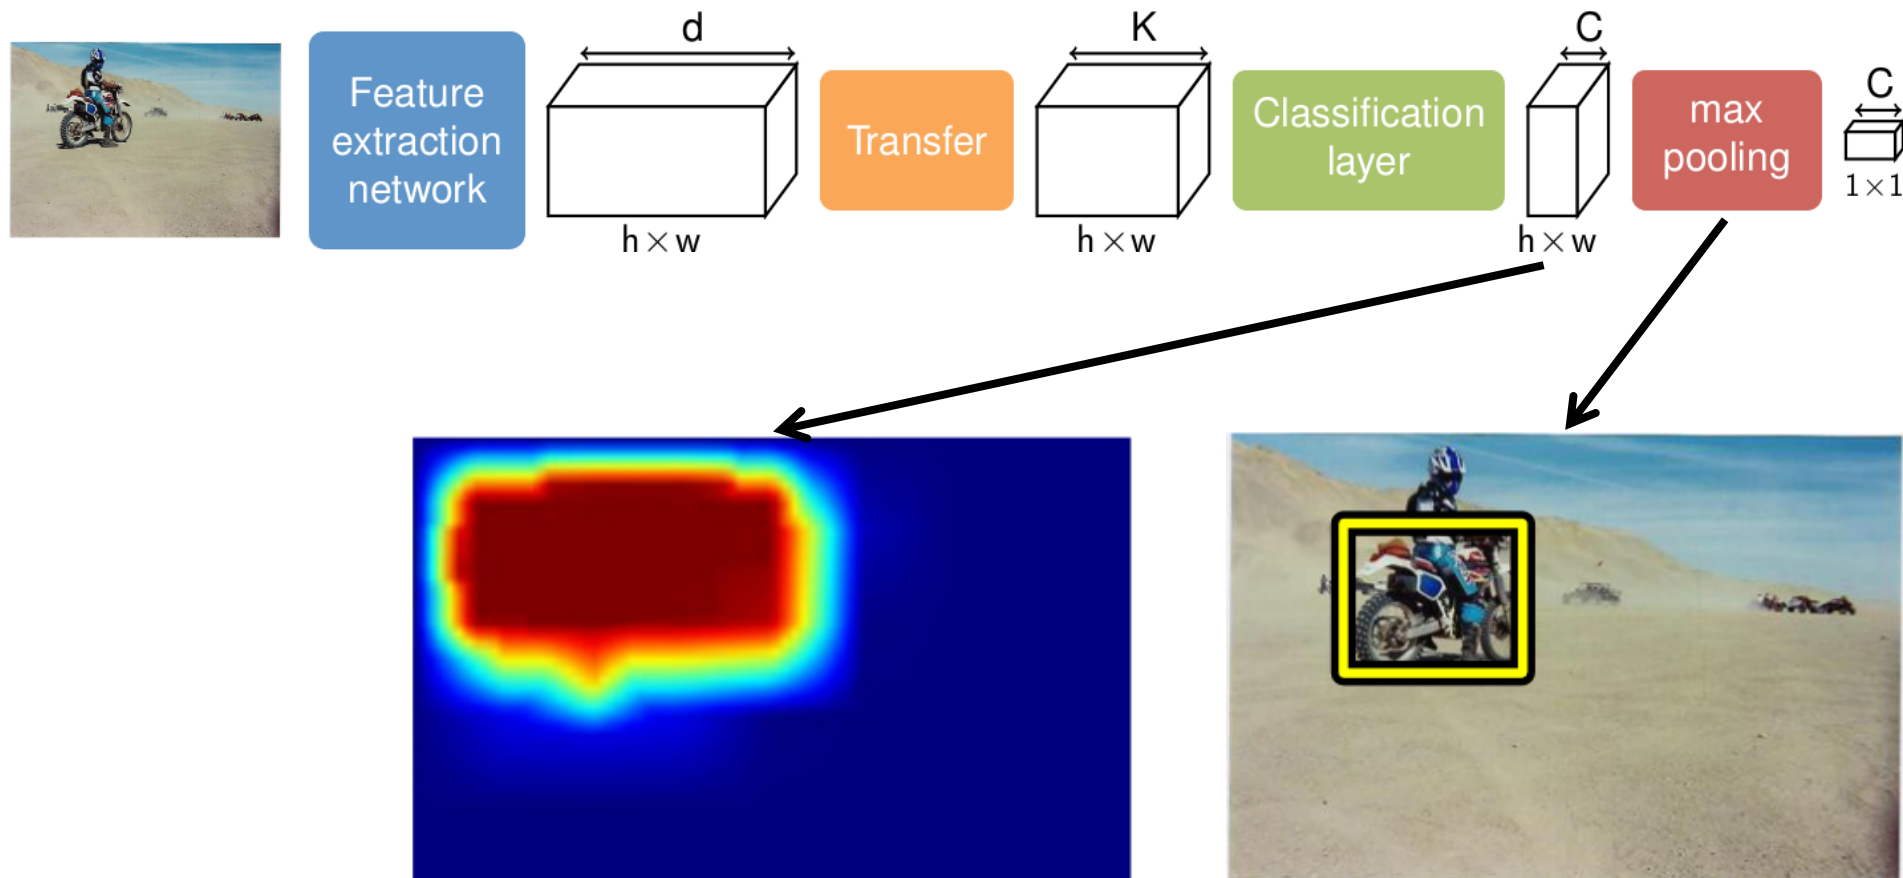 Feature
extraction
network
d
h × w
Transfer
K
h × w
Classification
layer
C
h × w
max
pooling
C
1 × 1